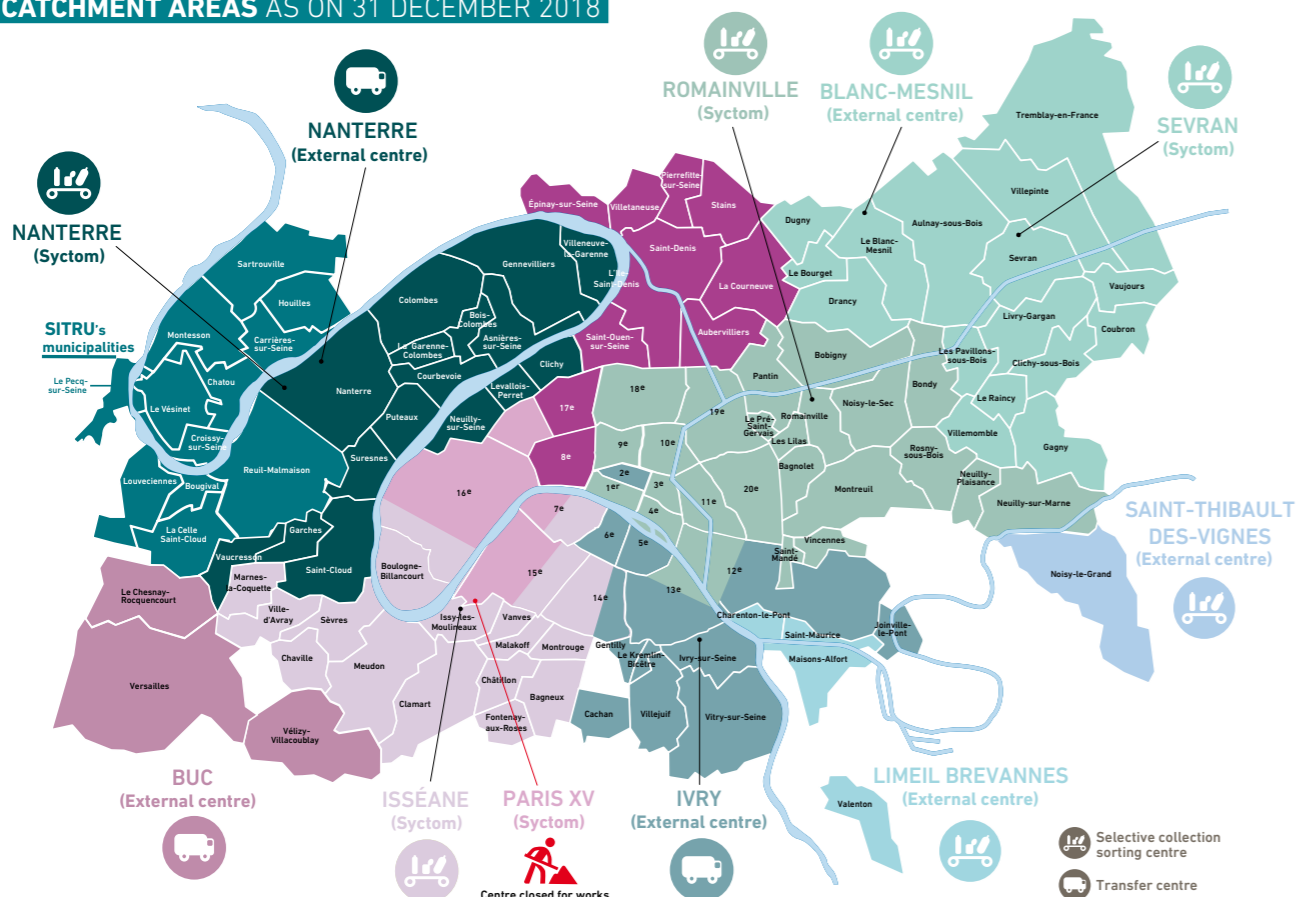 CATCHMENT AREAS AS ON 31 DECEMBER 2018
ROMAINVILLE
(Syctom)
BLANC-MESNIL
(External centre)
SEVRAN
(Syctom)
NANTERRE
(External centre)
NANTERRE
(Syctom)
SITRU's
municipalities
Le Pecq-
sur-Seine
Sartrouville
Houilles
Montesson
Carrières-
sur-Seine
Chatou
Le Vésinet
Croissy-
sur-Seine
Louveciennes
Bougival
La Celle
Saint-Cloud
Reuil-Malmaison
Vaucresson
Garches
Saint-Cloud
Suresnes
Nanterre
Puteaux
Courbevoie
La Garenne-
Colombes
Colombes
Bois-
Colombes
Asnières-
sur-Seine
Gennevilliers
Villeneuve-
la-Garenne
L'Île-
Saint-Denis
Clichy
Levallois-
Perret
Neuilly-
sur-Seine
Épinay-sur-Seine
Villetaneuse
Pierrefitte-
sur-Seine
Stains
Saint-Denis
La Courneuve
Aubervilliers
Saint-Ouen-
sur-Seine
17e
8e
Dugny
Le Bourget
Le Blanc-
Mesnil
Drancy
Aulnay-sous-Bois
Tremblay-en-France
Villepinte
Sevran
Vaujours
Coubron
Livry-Gargan
Clichy-sous-Bois
Les Pavillons-
sous-Bois
Le Raincy
Villemomble
Gagny
Bobigny
Bondy
Pantin
Noisy-le-Sec
Romainville
Le Pré-
Saint-
Gervais
Les Lilas
Bagnolet
Montreuil
Rosny-
sous-Bois
Neuilly-
Plaisance
Neuilly-sur-Marne
Vincennes
Saint-
Mandé
18e
19e
9e
10e
2e
1er
3e
4e
11e
20e
16e
7e
6e
5e
15e
14e
13e
12e
SAINT-THIBAULT
DES-VIGNES
(External centre)
Noisy-le-Grand
Le Chesnay-
Rocquencourt
Versailles
Vélizy-
Villacoublay
Marnes-
la-Coquette
Ville-
d'Avray
Sèvres
Chaville
Meudon
Boulogne-
Billancourt
Issy-les-
Moulineaux
Vanves
Malakoff
Montrouge
Châtillon
Bagneux
Clamart
Fontenay-
aux-Roses
Gentilly
Le Kremlin-
Bicêtre
Ivry-sur-Seine
Cachan
Villejuif
Vitry-sur-Seine
Charenton-le-Pont
Saint-Maurice
Maisons-Alfort
Joinville-
le-Pont
Valenton
BUC
(External centre)
ISSÉANE
(Syctom)
PARIS XV
(Syctom)
Centre closed for works
IVRY
(External centre)
LIMEIL BREVANNES
(External centre)
Selective collection
sorting centre
Transfer centre